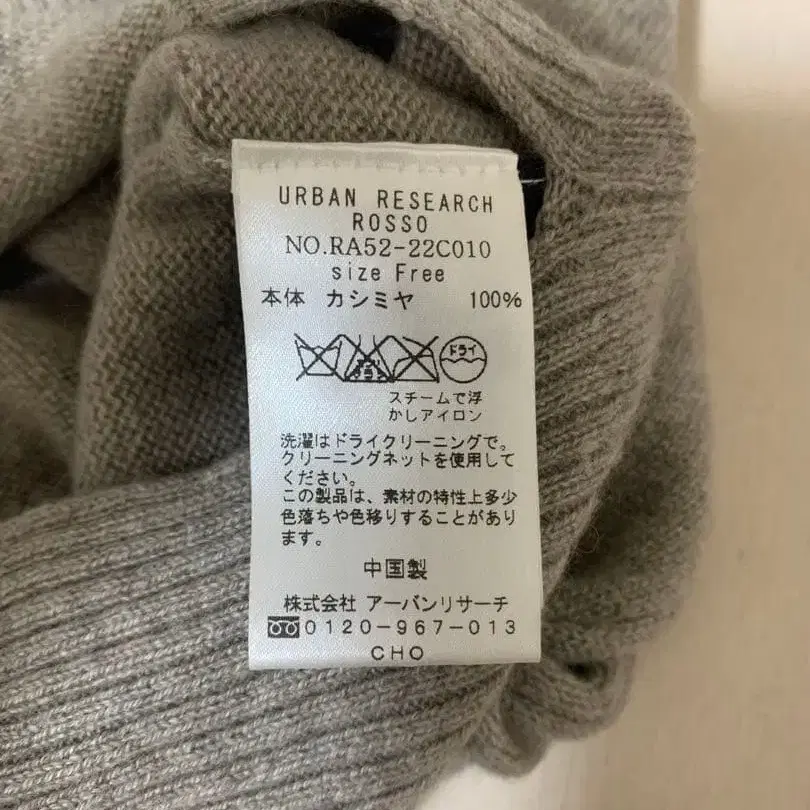 URBAN RESEARCH
ROSSO
NO.RA52-22C010
size Free
本体 カシミヤ 100%
ドライ
スチームで浮
かしアイロン
洗濯はドライクリーニングで。
クリーニングネットを使用して
ください。
この製品は、素材の特性上多少
色落ちや色移りすることがあり
ます。
中国製
株式会社 アーバンリサーチ
0120-967-013
CHO